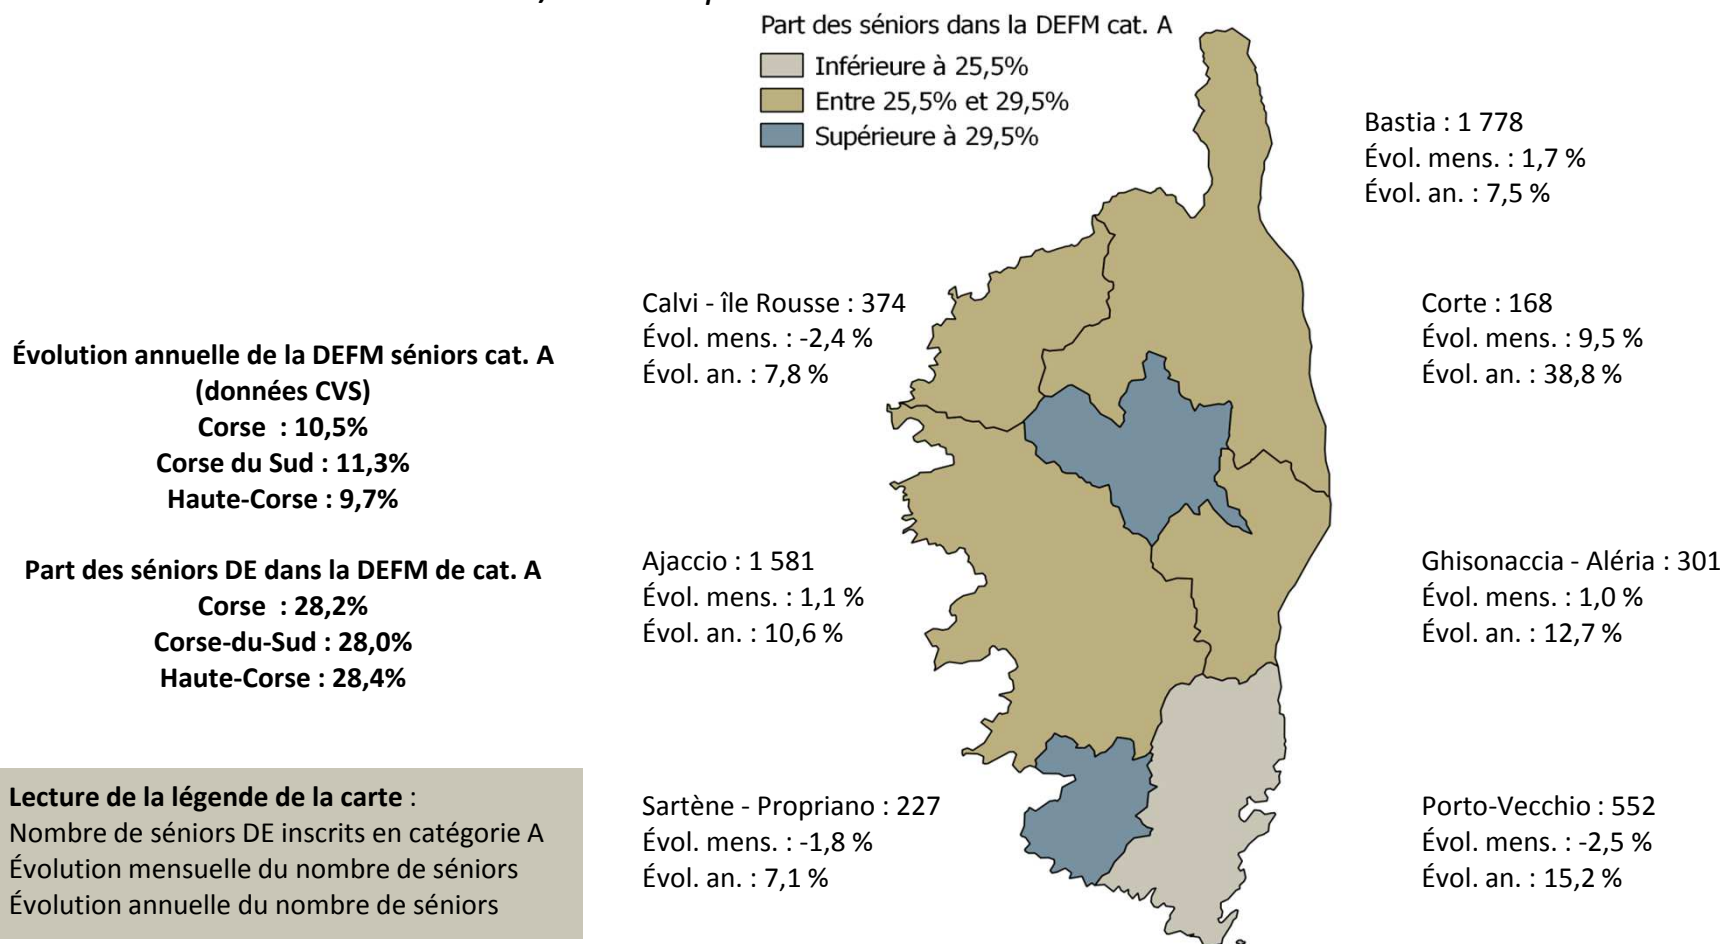 Part des séniors dans la DEFM cat. A
Inférieure à 25,5%
Entre 25,5% et 29,5%
Supérieure à 29,5%
Bastia : 1 778
Évol. mens. : 1,7 %
Évol. an. : 7,5 %
Calvi - île Rousse : 374
Évol. mens. : -2,4 %
Évol. an. : 7,8 %
Corte : 168
Évol. mens. : 9,5 %
Évol. an. : 38,8 %
Évolution annuelle de la DEFM séniors cat. A
(données CVS)
Corse : 10,5%
Corse du Sud : 11,3%
Haute-Corse : 9,7%
Part des séniors DE dans la DEFM de cat. A
Corse : 28,2%
Corse-du-Sud : 28,0%
Haute-Corse : 28,4%
Ajaccio : 1 581
Évol. mens. : 1,1 %
Évol. an. : 10,6 %
Ghisonaccia - Aléria : 301
Évol. mens. : 1,0 %
Évol. an. : 12,7 %
Lecture de la légende de la carte :
Nombre de séniors DE inscrits en catégorie A
Évolution mensuelle du nombre de séniors
Évolution annuelle du nombre de séniors
Sartène - Propriano : 227
Évol. mens. : -1,8 %
Évol. an. : 7,1 %
Porto-Vecchio : 552
Évol. mens. : -2,5 %
Évol. an. : 15,2 %